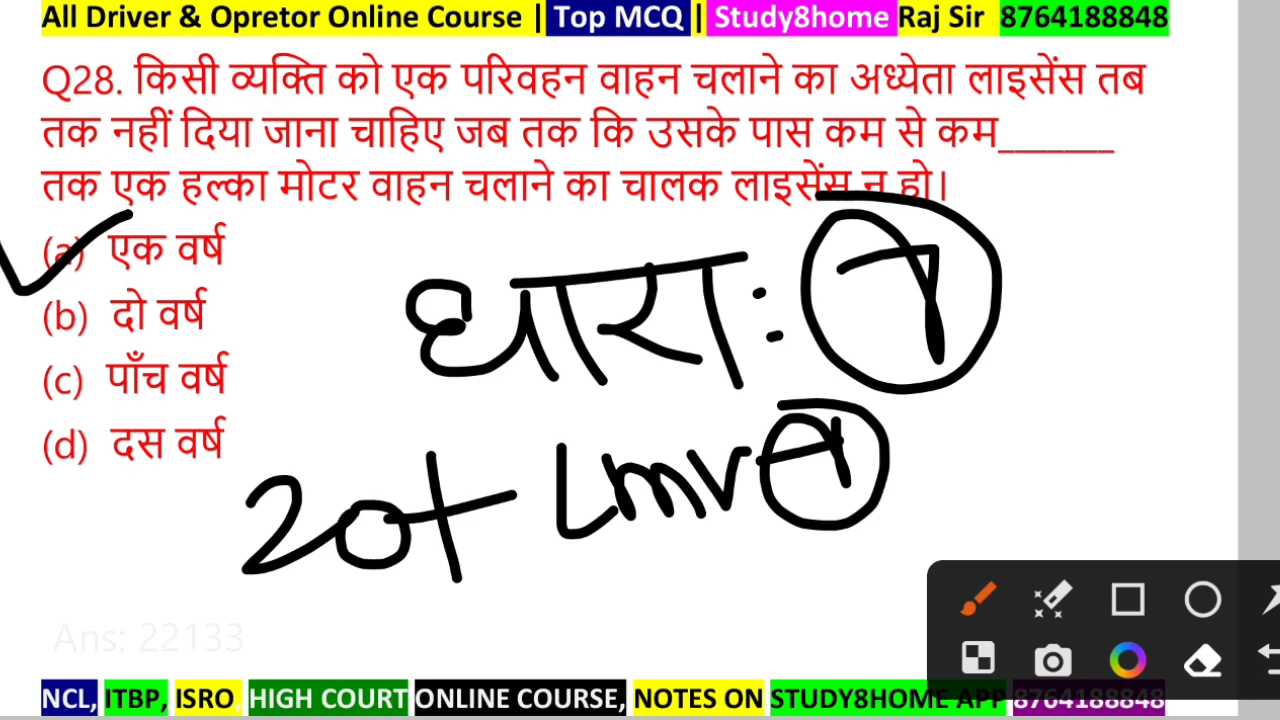 All Driver & Opretor Online Course | Top MCQ | Study8home Raj Sir 8764188848
Q28. किसी व्यक्ति को एक परिवहन वाहन चलाने का अध्येता लाइसेंस तब
तक नहीं दिया जाना चाहिए जब तक कि उसके पास कम से कम______
तक एक हल्का मोटर वाहन चलाने का चालक लाइसेंस न हो।
(a) एक वर्ष
(b) दो वर्ष
(c) पाँच वर्ष
(d) दस वर्ष
धारा: 7
20+ Lmv
Ans: 22133
NCL, ITBP, ISRO, HIGH COURT ONLINE COURSE, NOTES ON STUDY8HOME APP 8764188848